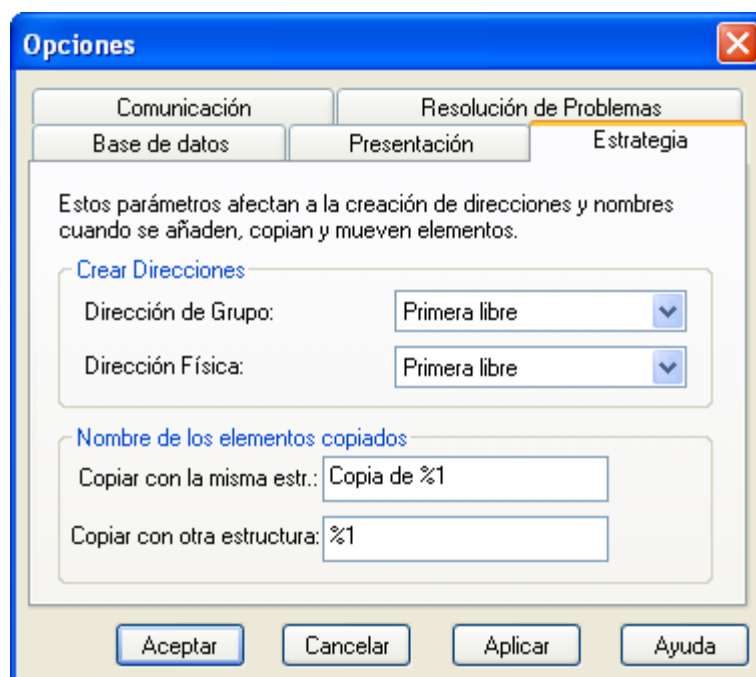 Opciones
Comunicación Resolución de Problemas
Base de datos Presentación Estrategia
Estos parámetros afectan a la creación de direcciones y nombres
cuando se añaden, copian y mueven elementos.
Crear Direcciones
Dirección de Grupo: Primera libre
Dirección Física: Primera libre
Nombre de los elementos copiados
Copiar con la misma estr.: Copia de %1
Copiar con otra estructura: %1
Aceptar Cancelar Aplicar Ayuda